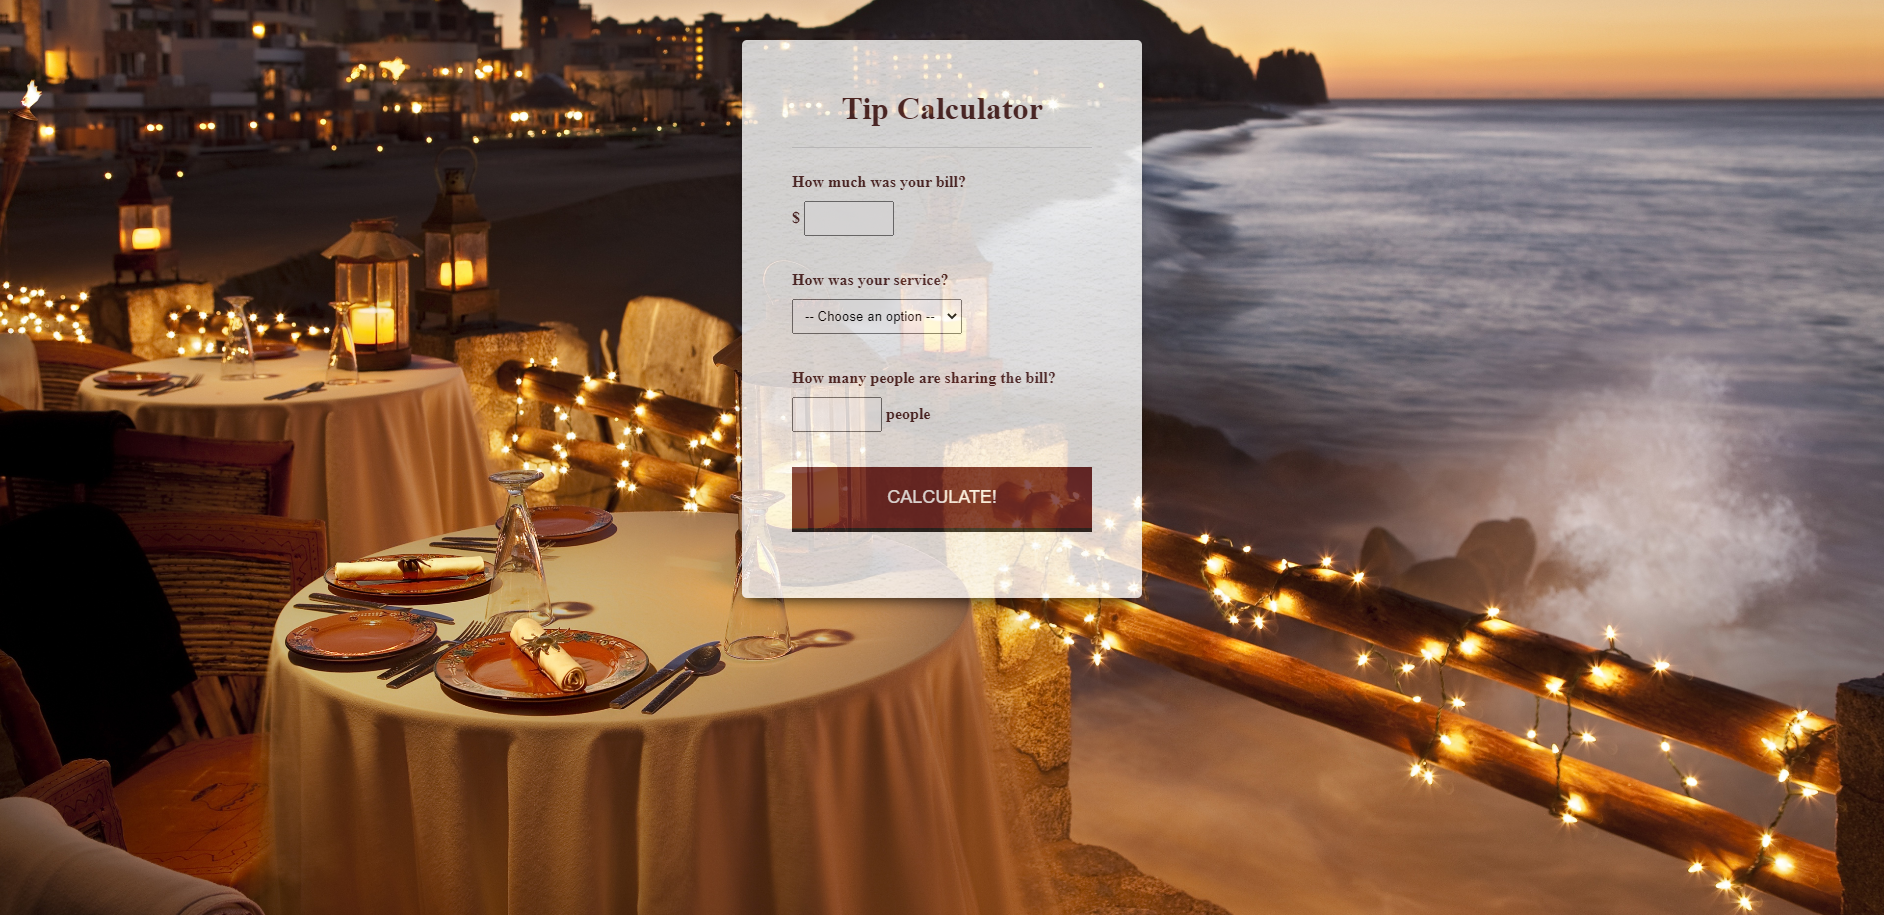 Tip Calculator
How much was your bill?
$
How was your service?
-- Choose an option --
How many people are sharing the bill?
people
CALCULATE!